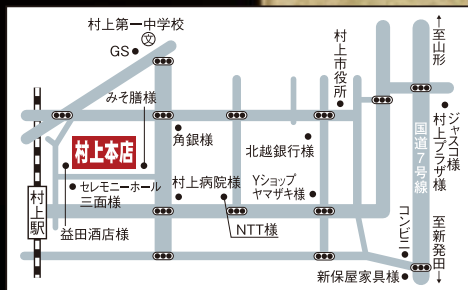 村上第一中学校
文
GS
みそ膳様
村上市役所
←至山形
村上本店
角銀様
北越銀行様
国道7号線
ジャスコ様
村上プラザ様
セレモニーホール
三面様
村上病院様
Yショップ
ヤマザキ様
村上駅
益田酒店様
NTT様
コンビニ
至新発田→
新保屋家具様